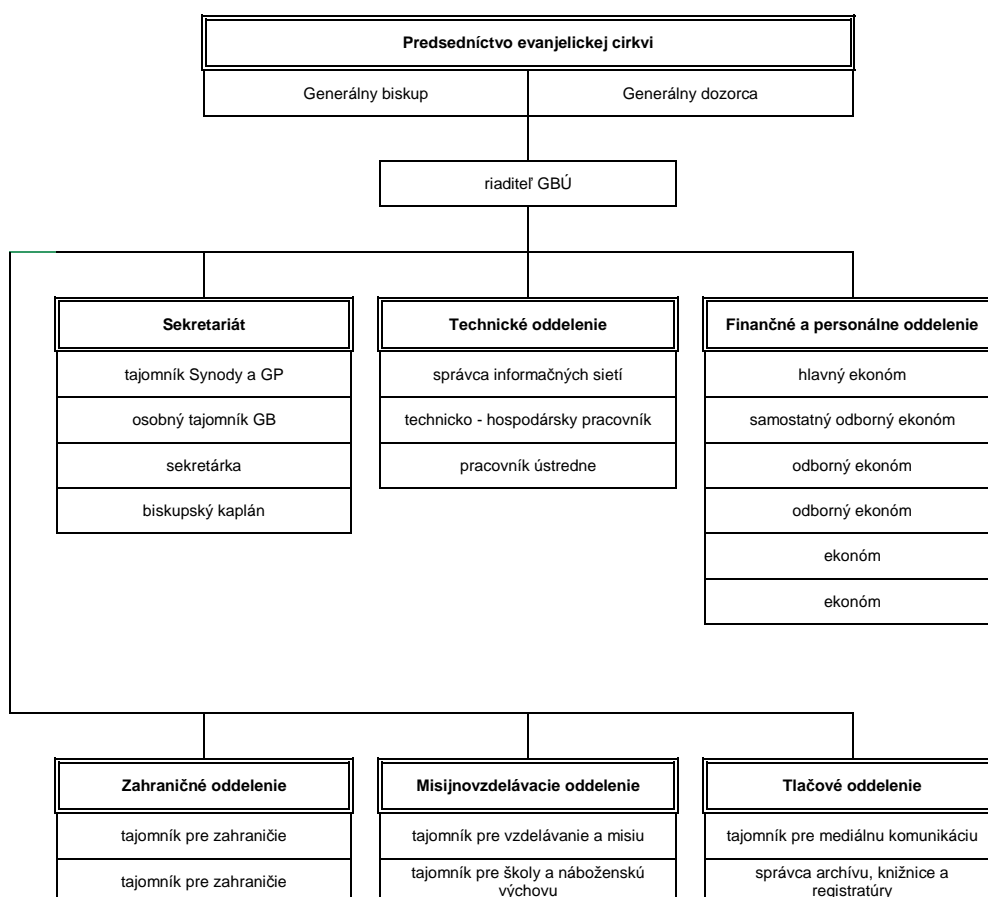 Predsedníctvo evanjelickej cirkvi
Generálny biskup
Generálny dozorca
riaditeľ GBÚ
Sekretariát
tajomník Synody a GP
osobný tajomník GB
sekretárka
biskupský kaplán
Technické oddelenie
správca informačných sietí
technicko - hospodársky pracovník
pracovník ústredne
Finančné a personálne oddelenie
hlavný ekonóm
samostatný odborný ekonóm
odborný ekonóm
odborný ekonóm
ekonóm
ekonóm
Zahraničné oddelenie
tajomník pre zahraničie
tajomník pre zahraničie
Misijnovzdelávacie oddelenie
tajomník pre vzdelávanie a misiu
tajomník pre školy a náboženskú
výchovu
Tlačové oddelenie
tajomník pre mediálnu komunikáciu
správca archívu, knižnice a
registratúry